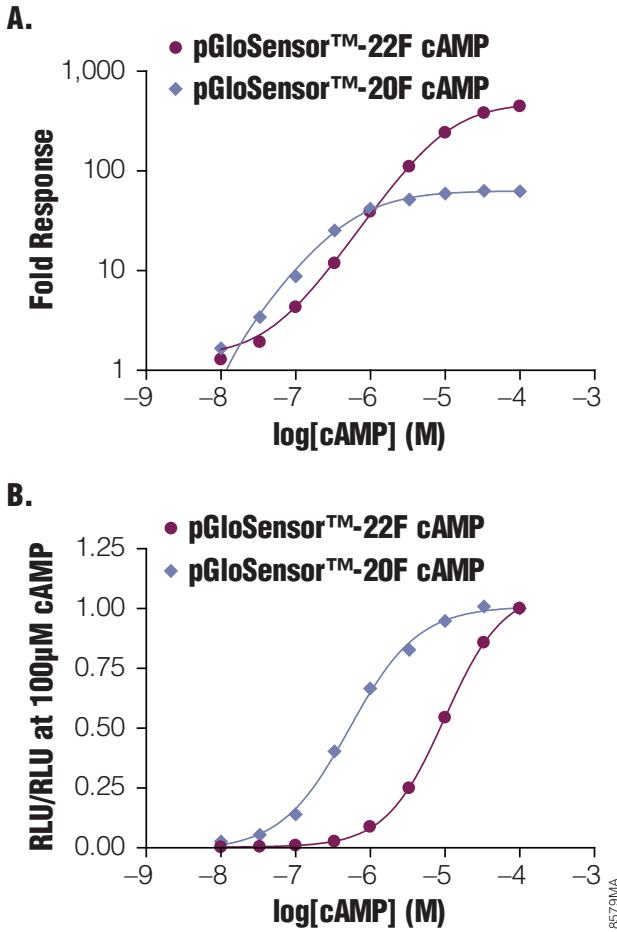 A.
pGloSensor™-22F cAMP
pGloSensor™-20F cAMP
1,000
100
10
1
Fold Response
–9 –8 –7 –6 –5 –4 –3
log[cAMP] (M)
B.
pGloSensor™-22F cAMP
pGloSensor™-20F cAMP
1.25
1.00
0.75
0.50
0.25
0.00
RLU/RLU at 100µM cAMP
–9 –8 –7 –6 –5 –4 –3
log[cAMP] (M)
8579MA